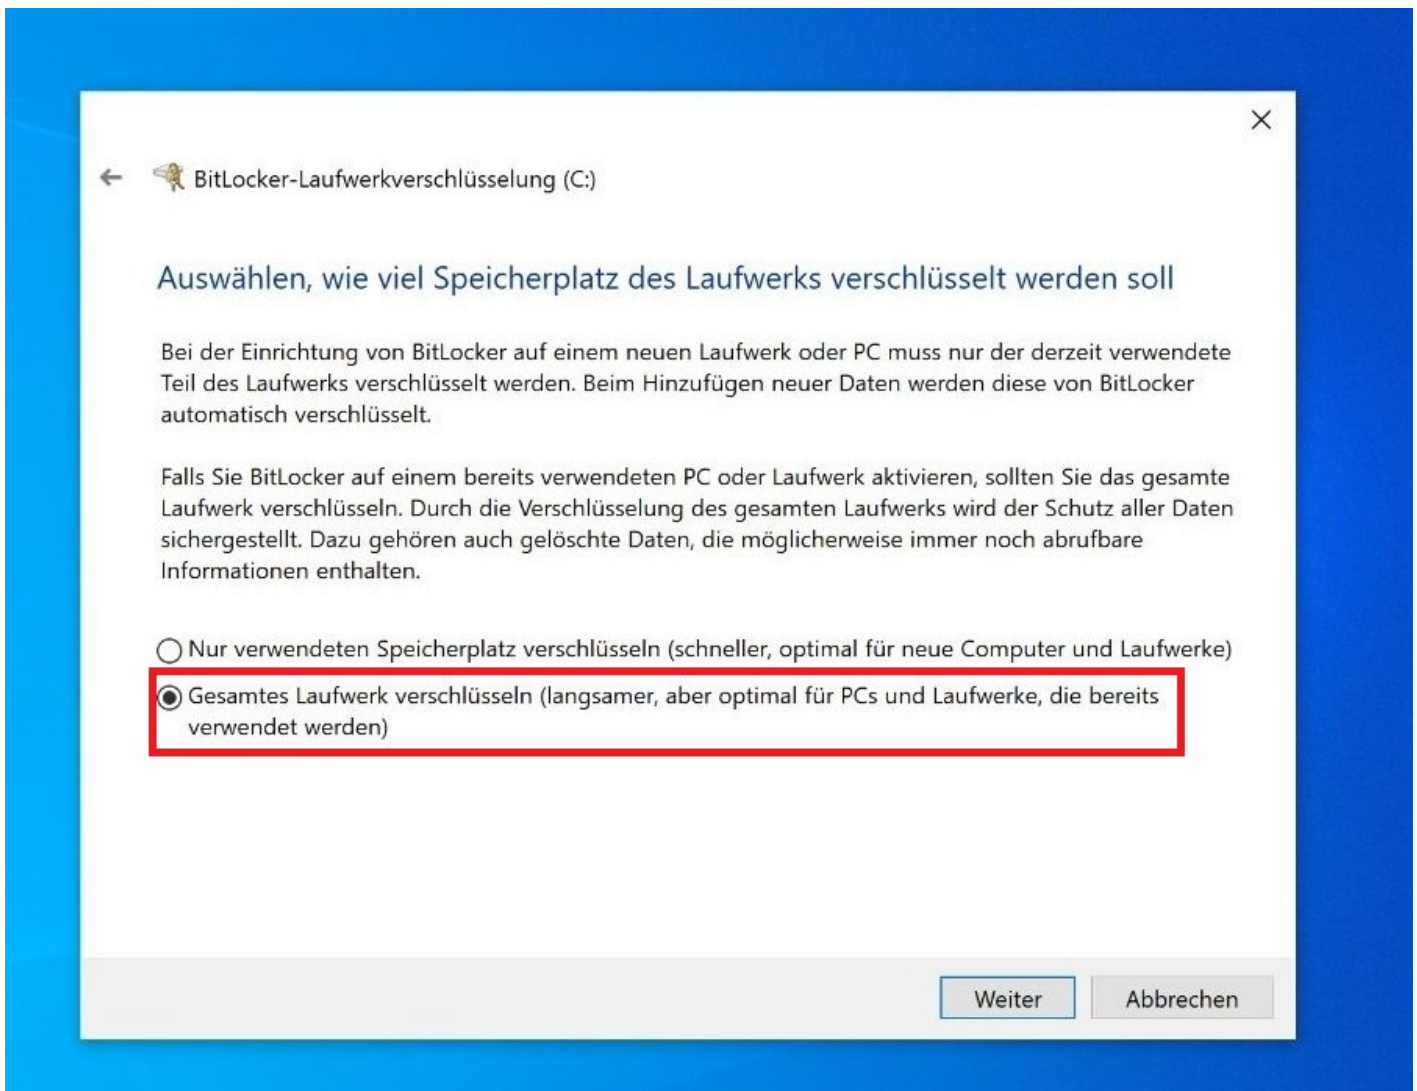 BitLocker-Laufwerkverschlüsselung (C:)
Auswählen, wie viel Speicherplatz des Laufwerks verschlüsselt werden soll
Bei der Einrichtung von BitLocker auf einem neuen Laufwerk oder PC muss nur der derzeit verwendete
Teil des Laufwerks verschlüsselt werden. Beim Hinzufügen neuer Daten werden diese von BitLocker
automatisch verschlüsselt.
Falls Sie BitLocker auf einem bereits verwendeten PC oder Laufwerk aktivieren, sollten Sie das gesamte
Laufwerk verschlüsseln. Durch die Verschlüsselung des gesamten Laufwerks wird der Schutz aller Daten
sichergestellt. Dazu gehören auch gelöschte Daten, die möglicherweise immer noch abrufbare
Informationen enthalten.
Nur verwendeten Speicherplatz verschlüsseln (schneller, optimal für neue Computer und Laufwerke)
Gesamtes Laufwerk verschlüsseln (langsamer, aber optimal für PCs und Laufwerke, die bereits
verwendet werden)
Weiter Abbrechen